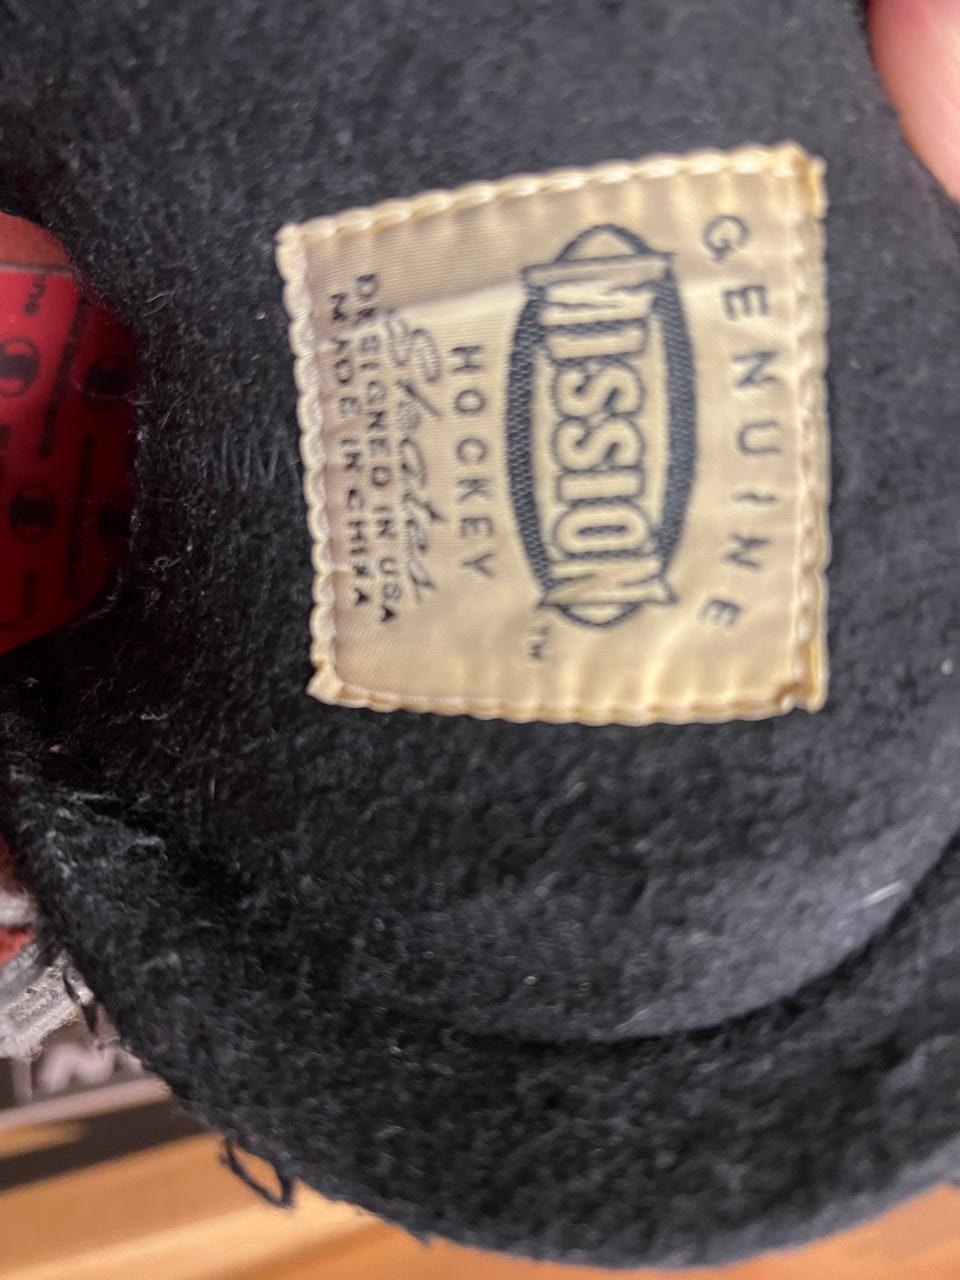 GENUINE
MISSION
TM
HOCKEY
Skates
DESIGNED IN USA
MADE IN CHINA